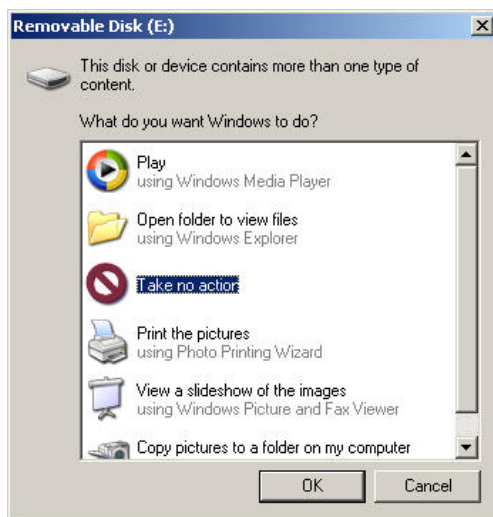 Removable Disk (E:)
This disk or device contains more than one type of
content.
What do you want Windows to do?
Play
using Windows Media Player
Open folder to view files
using Windows Explorer
Take no action
Print the pictures
using Photo Printing Wizard
View a slideshow of the images
using Windows Picture and Fax Viewer
Copy pictures to a folder on my computer
OK
Cancel